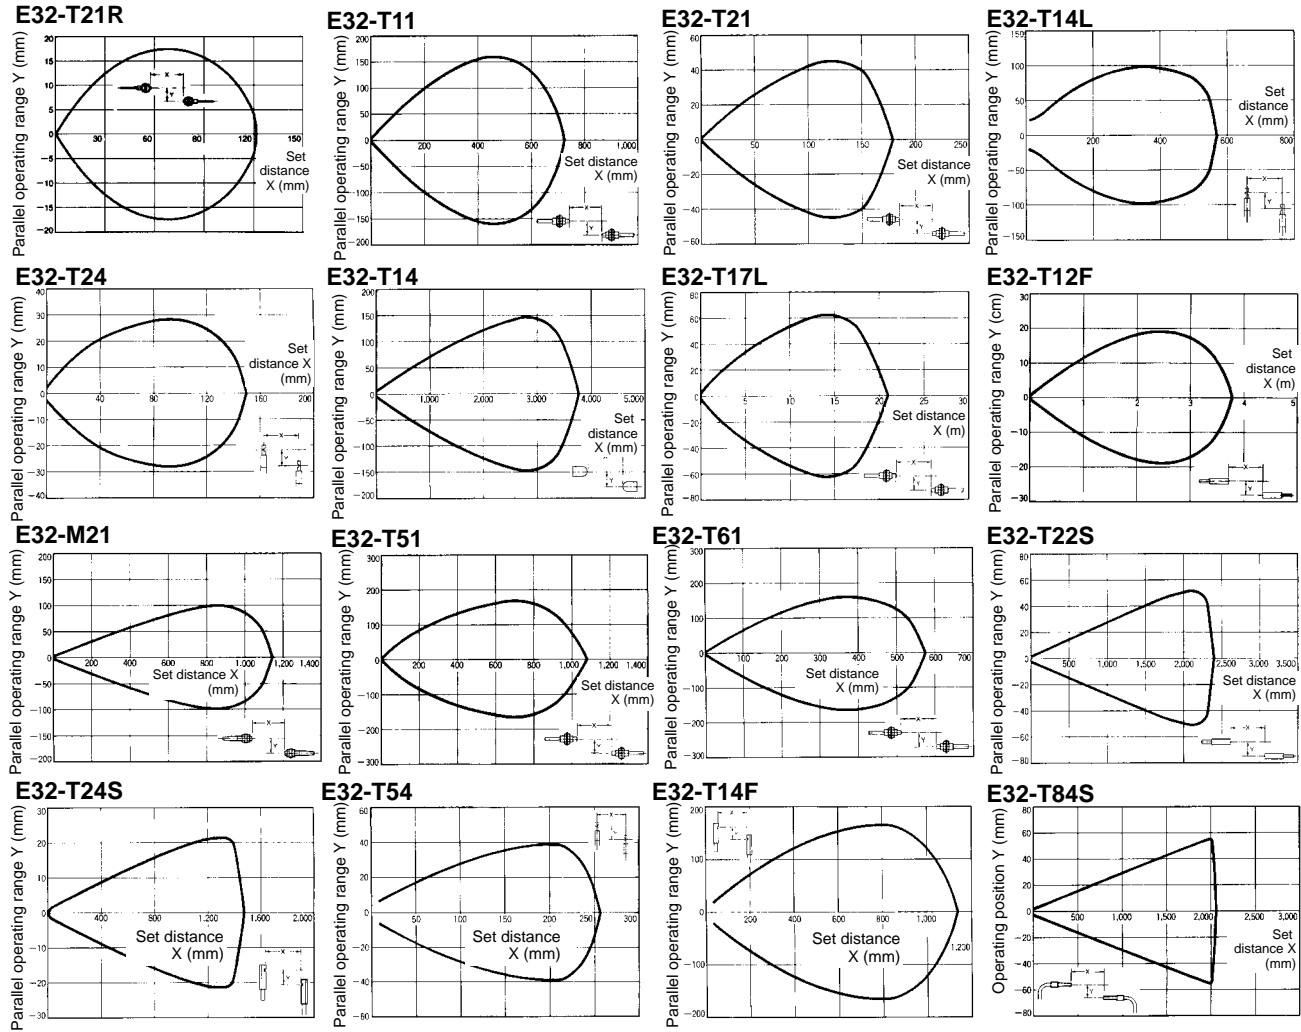 E32-T21R
Parallel operating range Y (mm)
20
15
10
5
0
−5
−10
−15
−20
30
60
80
120
150
X
Y
Set
distance
X (mm)
E32-T11
Parallel operating range Y (mm)
200
150
100
50
0
−50
−100
−150
−200
200
400
600
800
1,000
Set distance
X (mm)
X
Y
E32-T21
Parallel operating range Y (mm)
60
40
20
0
−20
−40
−60
50
100
150
200
250
Set distance
X (mm)
X
Y
E32-T14L
Parallel operating range Y (mm)
150
100
50
0
−50
−100
−150
200
400
600
800
Set
distance
X (mm)
X
Y
E32-T24
Parallel operating range Y (mm)
40
30
20
10
0
−10
−20
−30
−40
40
80
120
160
200
Set
distance X
(mm)
X
Y
E32-T14
Parallel operating range Y (mm)
200
150
100
50
0
−50
−100
−150
−200
1,000
2,000
3,000
4,000
5,000
Set
distance
X (mm)
X
Y
E32-T17L
Parallel operating range Y (mm)
80
60
40
20
0
−20
−40
−60
−80
5
10
15
20
25
30
Set distance
X (m)
X
Y
E32-T12F
Parallel operating range Y (cm)
30
20
10
0
−10
−20
−30
1
2
3
4
5
Set
distance
X (m)
X
Y
E32-M21
Parallel operating range Y (mm)
200
150
100
50
0
−50
−100
−150
−200
200
400
600
800
1.000
1.200
1,400
Set distance X
(mm)
X
Y
E32-T51
Parallel operating range Y (mm)
300
200
100
0
−100
−200
−300
200
400
600
800
1,000
1,200
1,400
Set distance
X (mm)
X
Y
E32-T61
Parallel operating range Y (mm)
300
200
100
0
−100
−200
−300
100
200
300
400
500
600
700
Set distance
X (mm)
X
Y
E32-T22S
Parallel operating range Y (mm)
80
60
40
20
0
−20
−40
−60
−80
500
1,000
1,500
2,000
2,500
3,000
3,500
Set distance
X (mm)
X
Y
E32-T24S
Parallel operating range Y (mm)
30
20
10
0
−10
−20
−30
400
800
1,200
1,600
2,000
Set distance
X (mm)
X
Y
E32-T54
Parallel operating range Y (mm)
60
40
20
0
−20
−40
−60
50
100
150
200
250
300
Set distance
X (mm)
X
E32-T14F
Parallel operating range Y (mm)
200
100
0
−100
−200
200
400
600
800
1,000
1,200
Set distance
X (mm)
X
Y
E32-T84S
Operating position Y (mm)
80
60
40
20
0
−20
−40
−60
−80
500
1,000
1,500
2,000
2,500
3,000
Set
distance X
(mm)
X
Y